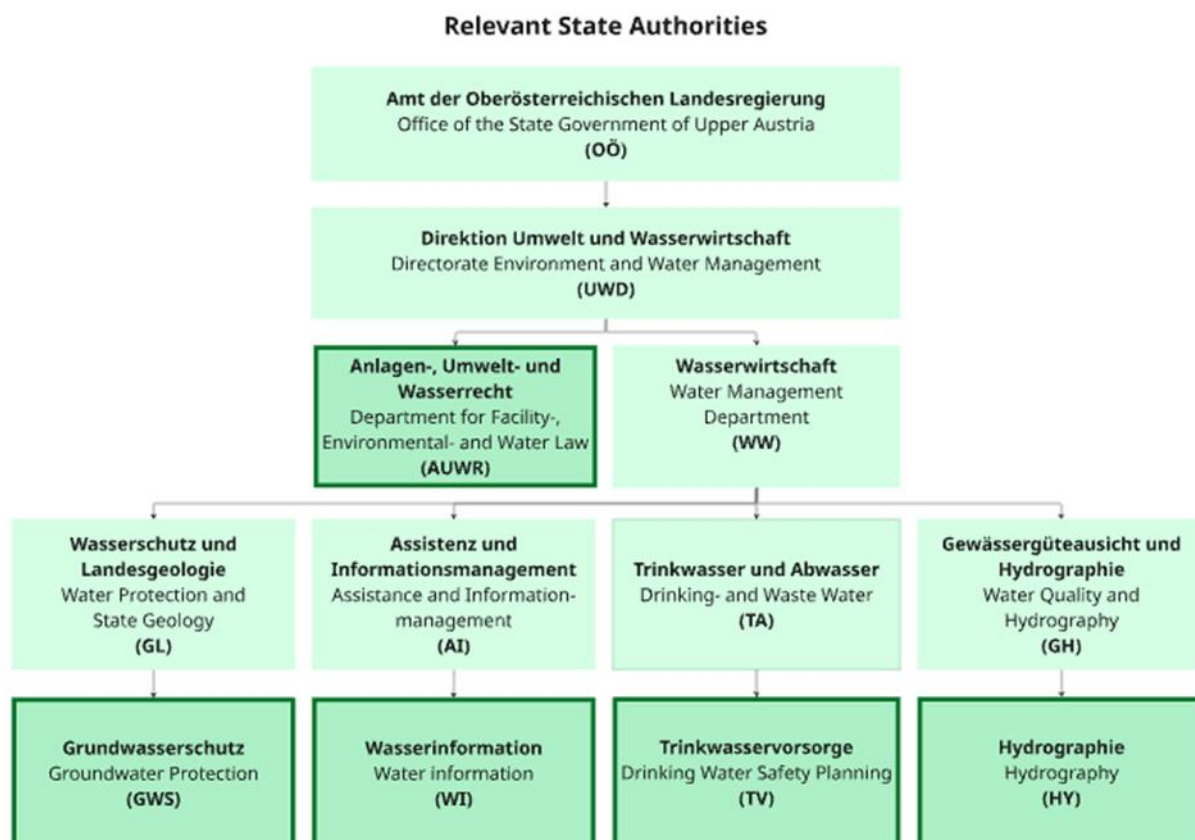 Relevant State Authorities
Amt der Oberösterreichischen Landesregierung
Office of the State Government of Upper Austria
(OÖ)
Direktion Umwelt und Wasserwirtschaft
Directorate Environment and Water Management
(UWD)
Anlagen-, Umwelt- und
Wasserrecht
Department for Facility-,
Environmental- and Water Law
(AUWR)
Wasserwirtschaft
Water Management
Department
(WW)
Wasserschutz und
Landesgeologie
Water Protection and
State Geology
(GL)
Assistenz und
Informationsmanagement
Assistance and Information-
management
(AI)
Trinkwasser und Abwasser
Drinking- and Waste Water
(TA)
Gewässergüteausicht und
Hydrographie
Water Quality and
Hydrography
(GH)
Grundwasserschutz
Groundwater Protection
(GWS)
Wasserinformation
Water information
(WI)
Trinkwasservorsorge
Drinking Water Safety Planning
(TV)
Hydrographie
Hydrography
(HY)